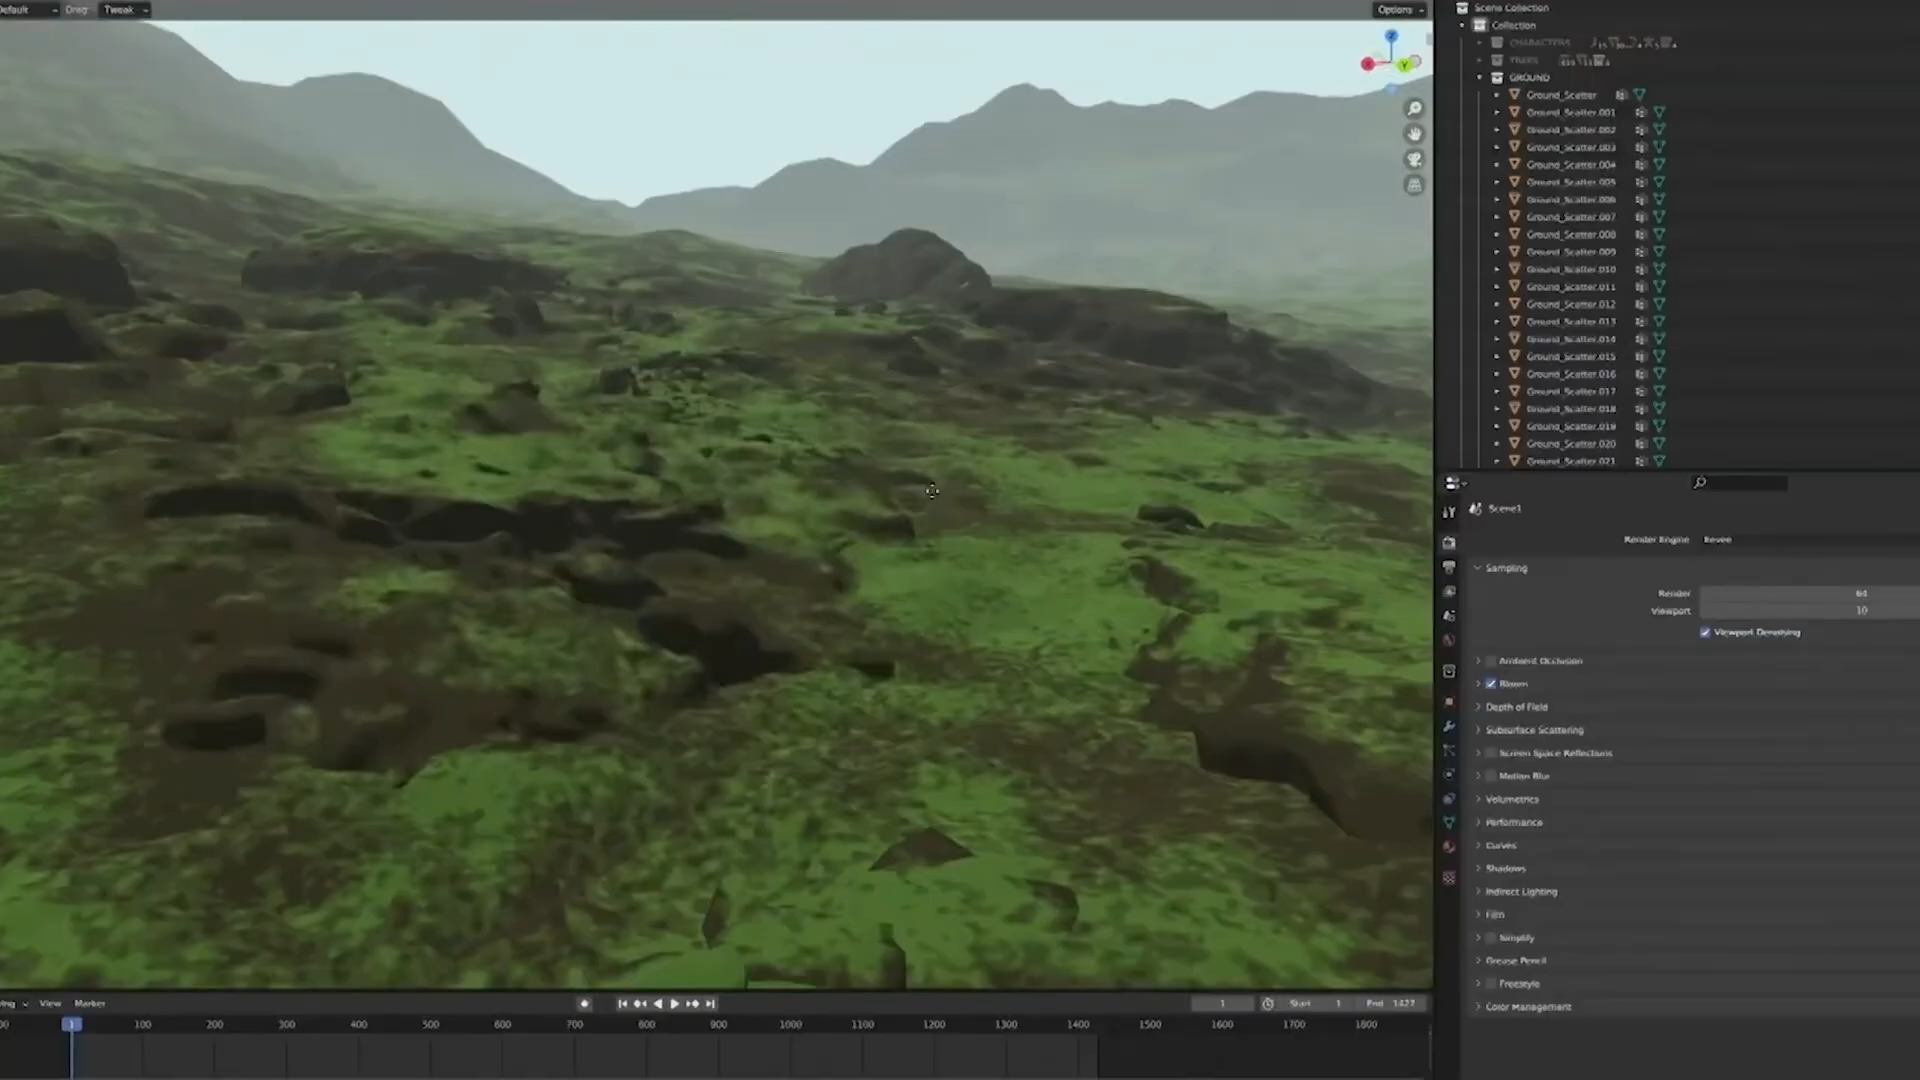 Default Drag: Tweak Options
Scene Collection
Collection
CHARACTERS
TREES
GROUND
Ground_Scatter
Ground_Scatter.001
Ground_Scatter.002
Ground_Scatter.003
Ground_Scatter.004
Ground_Scatter.005
Ground_Scatter.006
Ground_Scatter.007
Ground_Scatter.008
Ground_Scatter.009
Ground_Scatter.010
Ground_Scatter.011
Ground_Scatter.012
Ground_Scatter.013
Ground_Scatter.014
Ground_Scatter.015
Ground_Scatter.016
Ground_Scatter.017
Ground_Scatter.018
Ground_Scatter.019
Ground_Scatter.020
Ground_Scatter.021
Z
Y
Scene1
Render Engine Eevee
Sampling
Render 64
Viewport 10
Viewport Denoising
Ambient Occlusion
Bloom
Depth of Field
Subsurface Scattering
Screen Space Reflections
Motion Blur
Volumetrics
Performance
Curves
Shadows
Indirect Lighting
Film
Simplify
Grease Pencil
Freestyle
Color Management
View Marker 1 Start 1 End 1427
1 100 200 300 400 500 600 700 800 900 1000 1100 1200 1300 1400 1500 1600 1700 1800